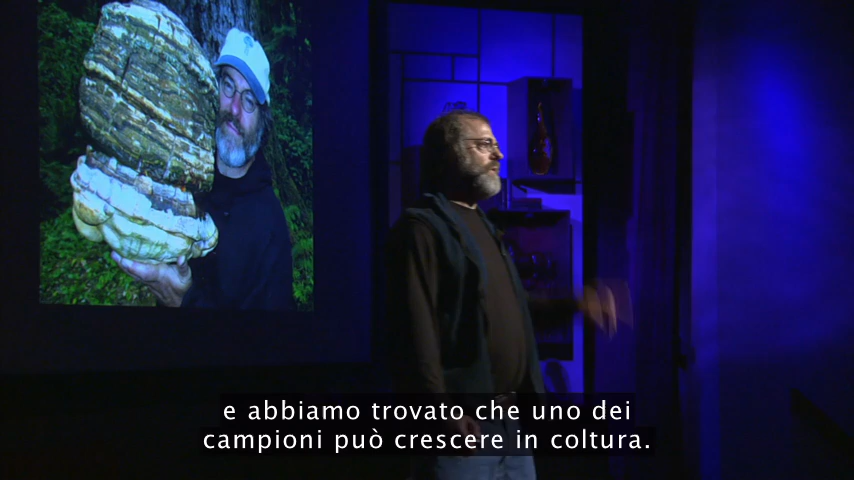 e abbiamo trovato che uno dei
campioni può crescere in coltura.